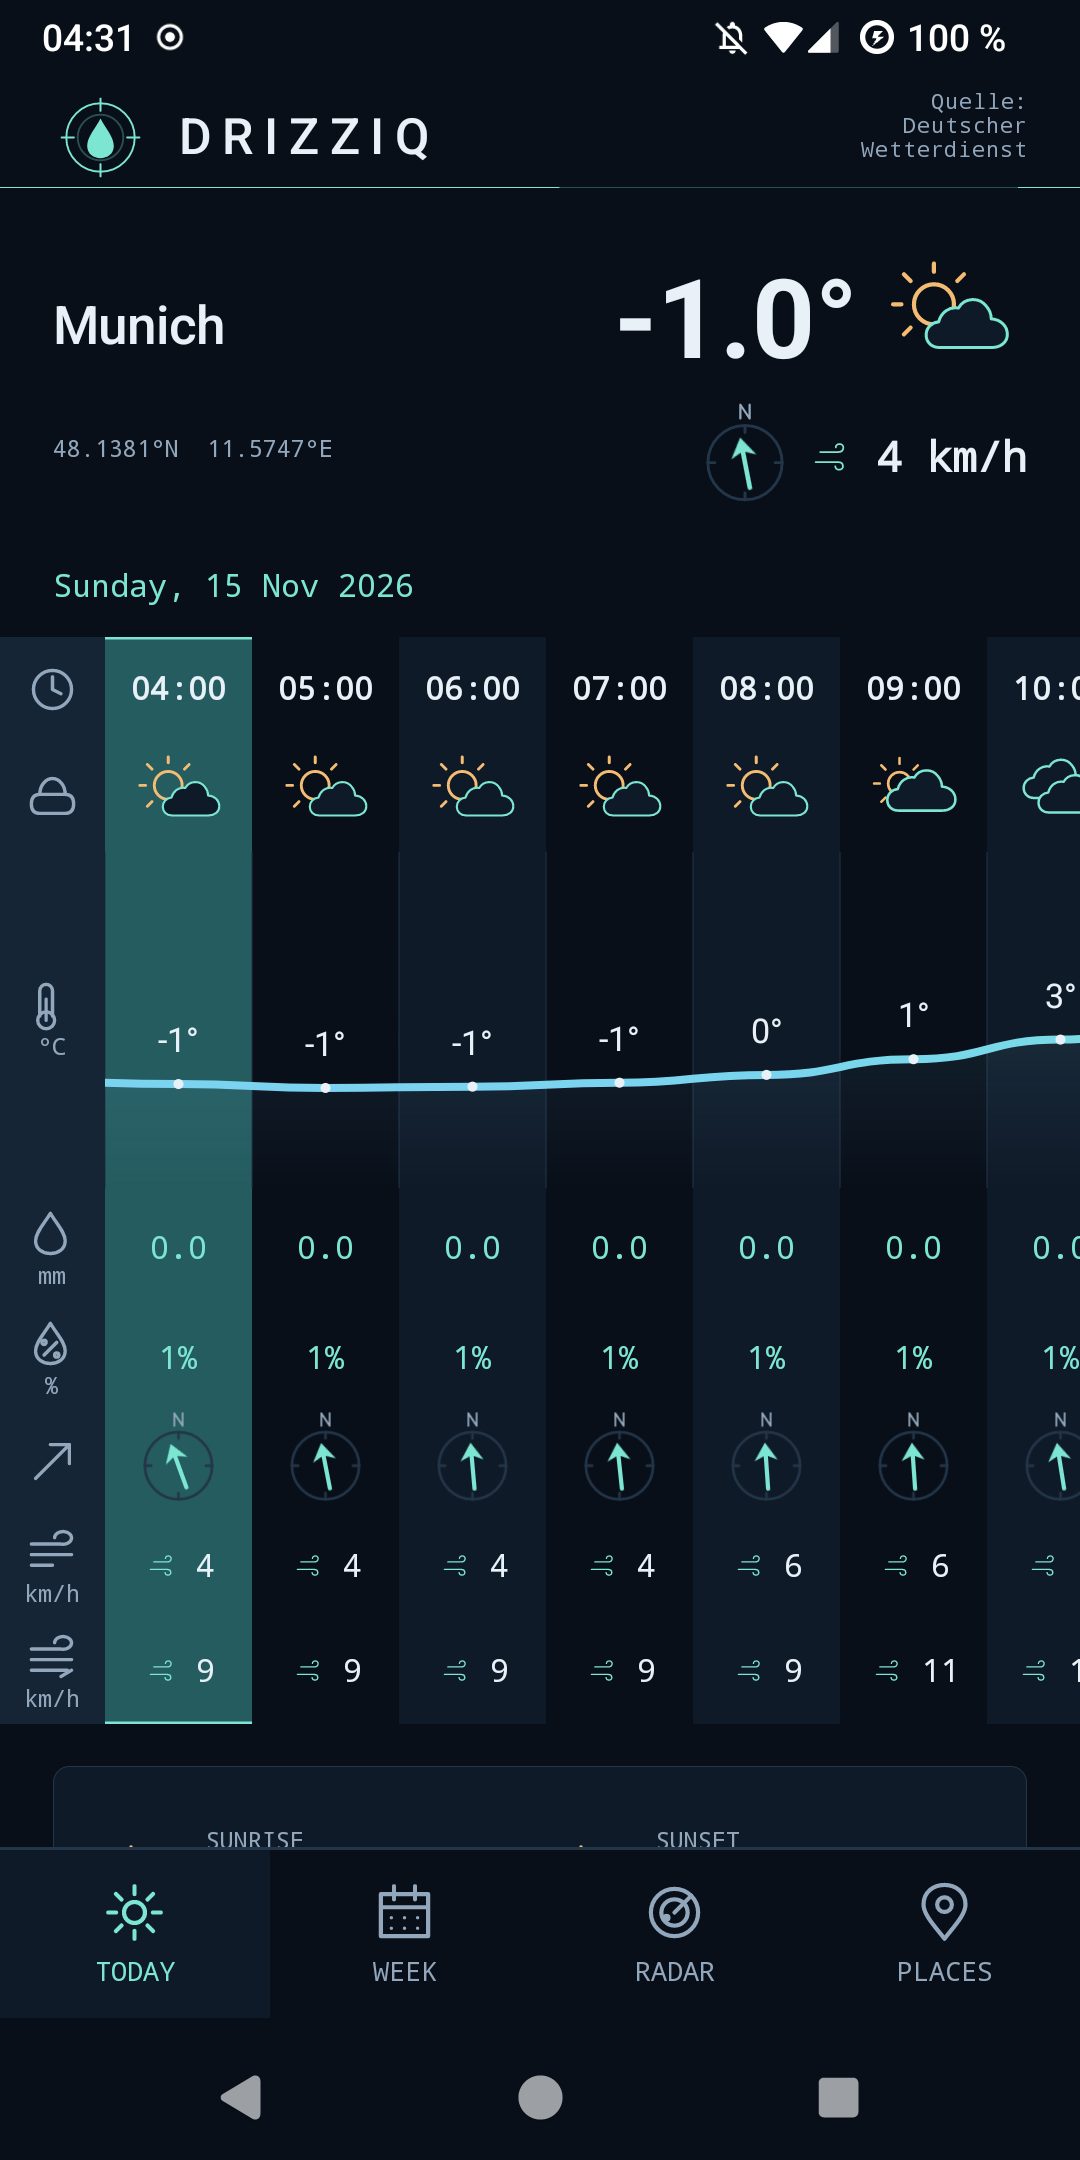 04:31 100 %
DRIZZIQ
Quelle:
Deutscher
Wetterdienst
Munich -1.0°
N
48.1381°N 11.5747°E 4 km/h
Sunday, 15 Nov 2026
04:00 05:00 06:00 07:00 08:00 09:00
°C -1° -1° -1° -1° 0° 1° 3°
0.0 0.0 0.0 0.0 0.0 0.0
mm
1% 1% 1% 1% 1% 1% 1%
%
N N N N N N N
4 4 4 4 6 6
km/h
9 9 9 9 9 11
km/h
SUNRISE SUNSET
TODAY WEEK RADAR PLACES